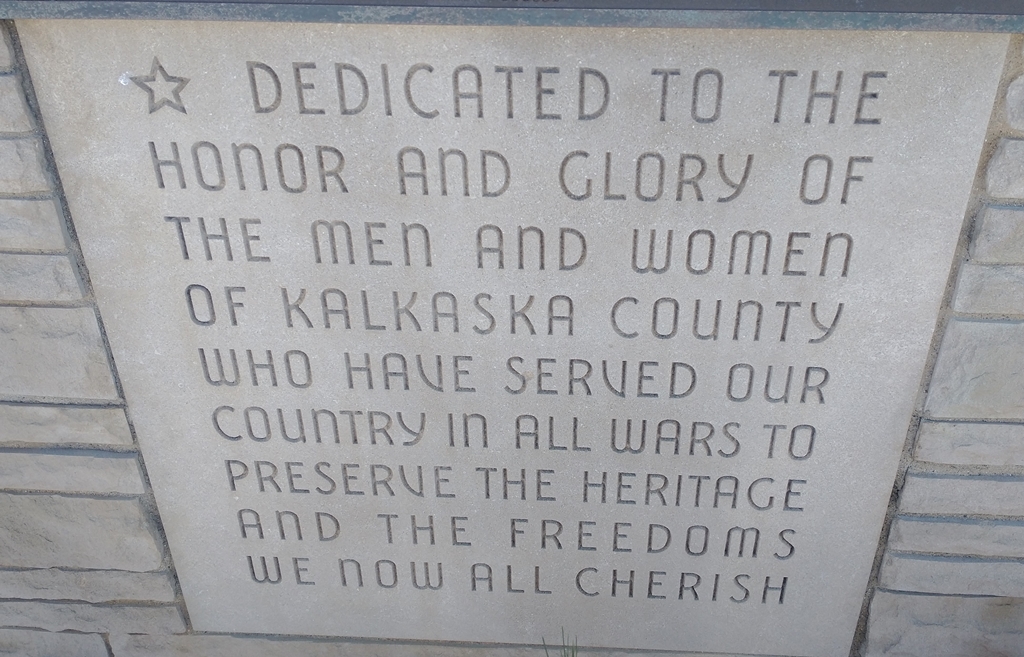 ☆ DEDICATED TO THE
HONOR AND GLORY OF
THE MEN AND WOMEN
OF KALKASKA COUNTY
WHO HAVE SERVED OUR
COUNTRY IN ALL WARS TO
PRESERVE THE HERITAGE
AND THE FREEDOMS
WE NOW ALL CHERISH